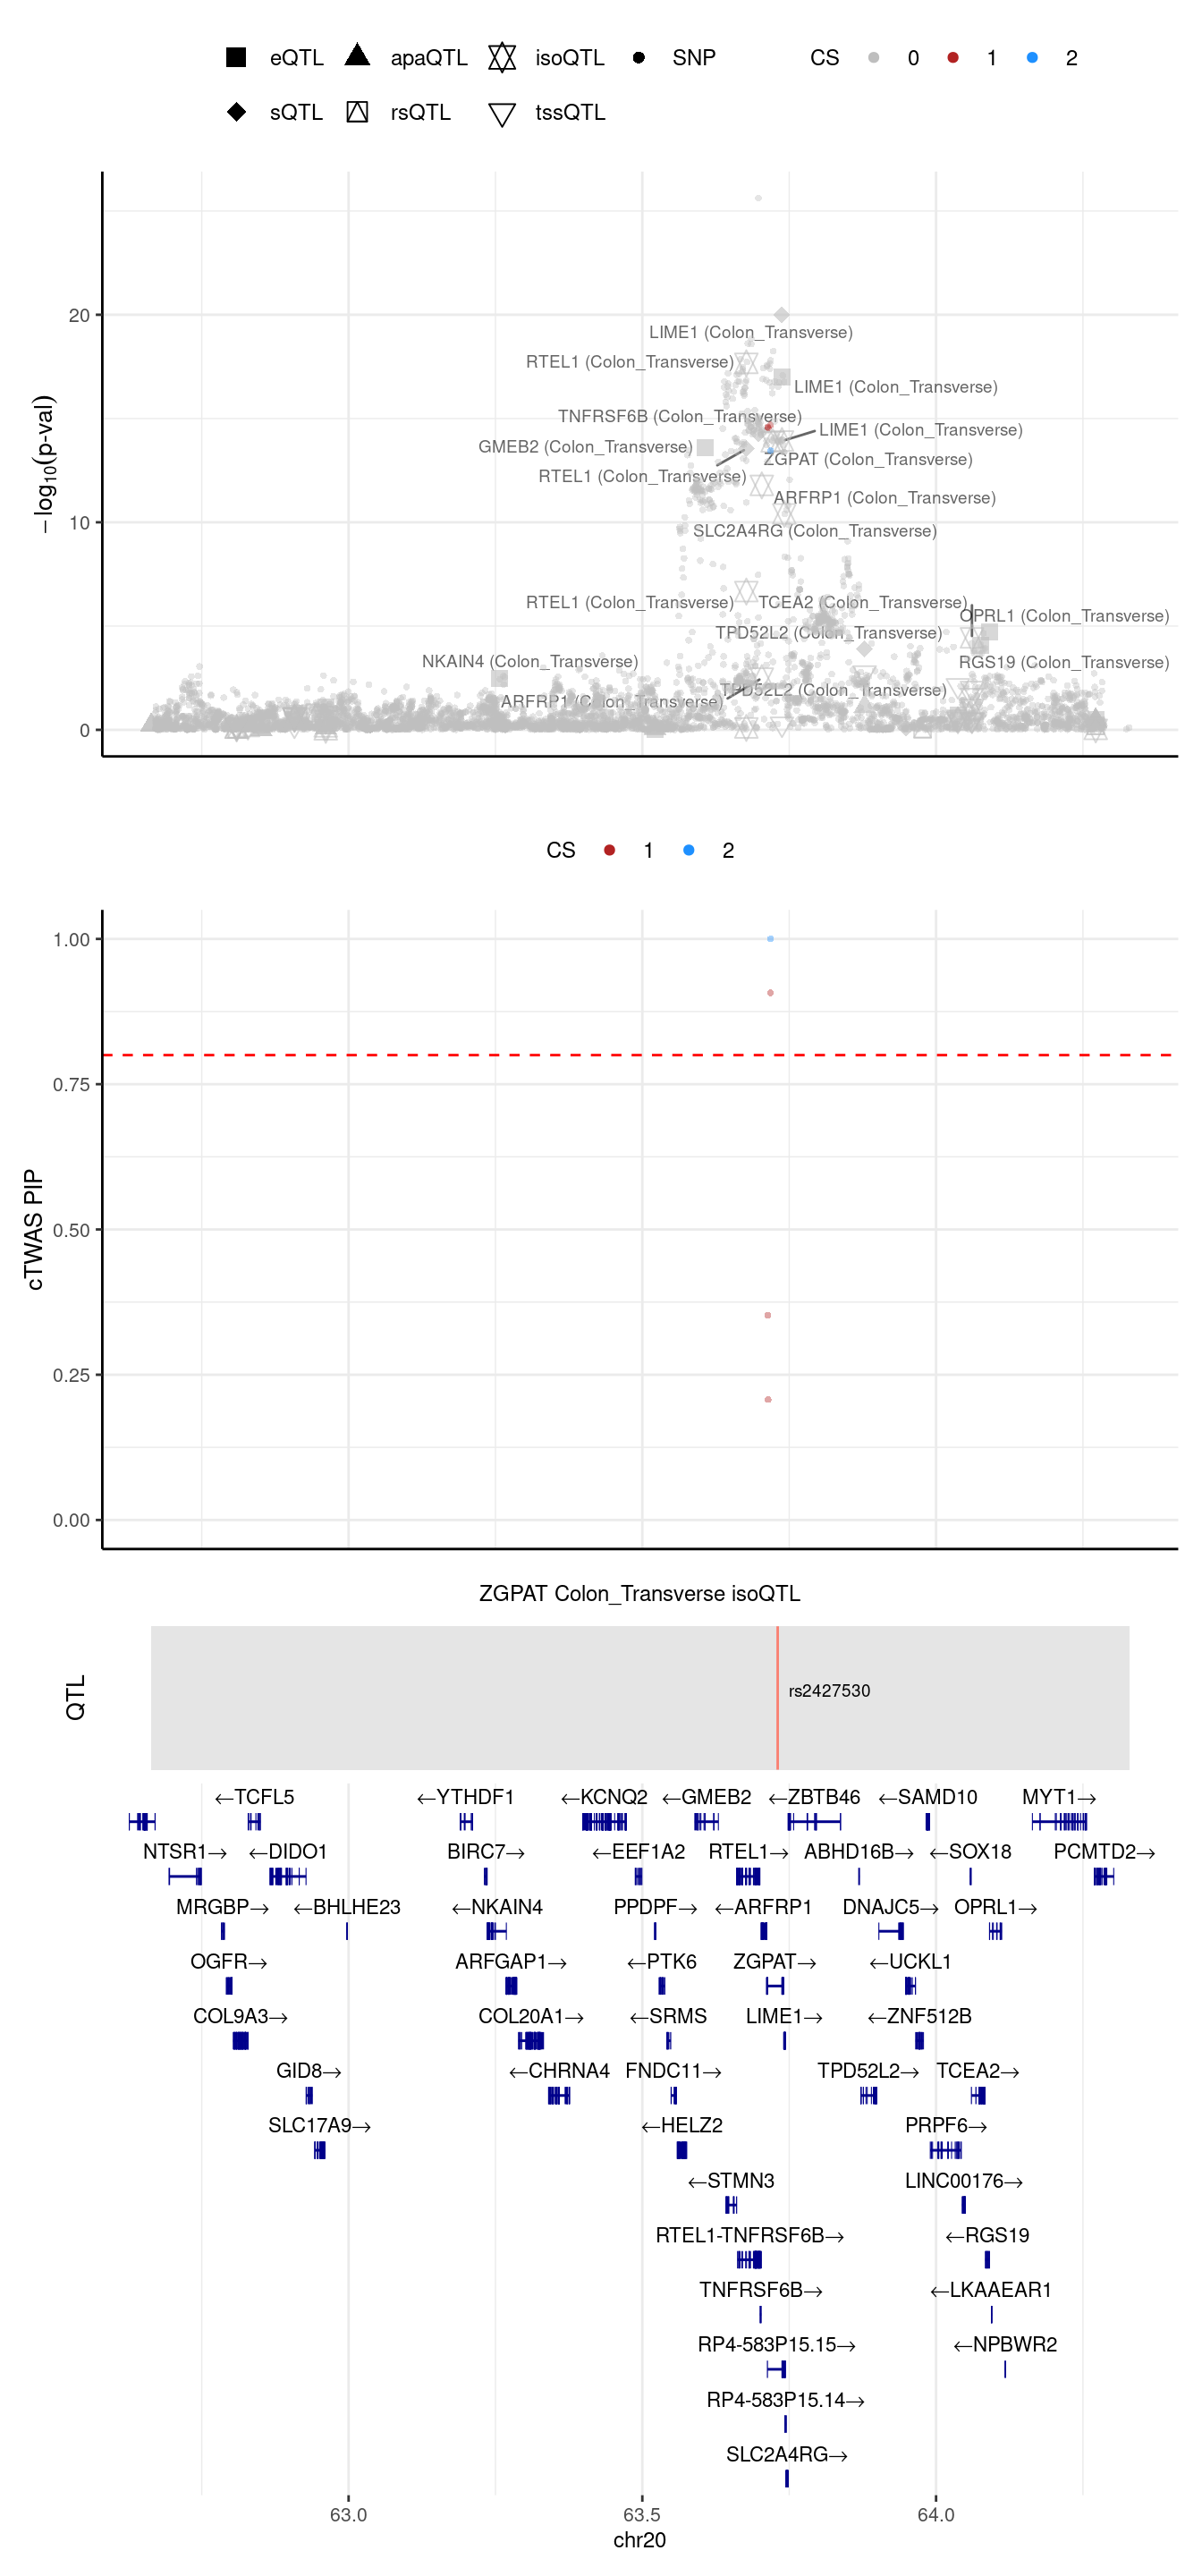 eQTL apaQTL isoQTL SNP CS 0 1 2
sQTL rsQTL tssQTL
−log10(p-val)
20
10
0
LIME1 (Colon_Transverse)
RTEL1 (Colon_Transverse)
LIME1 (Colon_Transverse)
TNFRSF6B (Colon_Transverse)
LIME1 (Colon_Transverse)
GMEB2 (Colon_Transverse)
ZGPAT (Colon_Transverse)
RTEL1 (Colon_Transverse)
ARFRP1 (Colon_Transverse)
SLC2A4RG (Colon_Transverse)
RTEL1 (Colon_Transverse)
TCEA2 (Colon_Transverse)
OPRL1 (Colon_Transverse)
TPD52L2 (Colon_Transverse)
NKAIN4 (Colon_Transverse)
RGS19 (Colon_Transverse)
TPD52L2 (Colon_Transverse)
ARFRP1 (Colon_Transverse)
CS 1 2
cTWAS PIP
1.00
0.75
0.50
0.25
0.00
ZGPAT Colon_Transverse isoQTL
QTL
rs2427530
←TCFL5 ←YTHDF1 ←KCNQ2 ←GMEB2 ←ZBTB46 ←SAMD10 MYT1→
NTSR1→ ←DIDO1 BIRC7→ ←EEF1A2 RTEL1→ ABHD16B→ ←SOX18 PCMTD2→
MRGBP→ ←BHLHE23 ←NKAIN4 PPDPF→ ←ARFRP1 DNAJC5→ OPRL1→
OGFR→ ARFGAP1→ ←PTK6 ZGPAT→ ←UCKL1
COL9A3→ COL20A1→ ←SRMS LIME1→ ←ZNF512B
GID8→ ←CHRNA4 FNDC11→ TPD52L2→ TCEA2→
SLC17A9→ ←HELZ2 PRPF6→
←STMN3 LINC00176→
RTEL1-TNFRSF6B→ ←RGS19
TNFRSF6B→ ←LKAAEAR1
RP4-583P15.15→ ←NPBWR2
RP4-583P15.14→
SLC2A4RG→
63.0 63.5 64.0
chr20